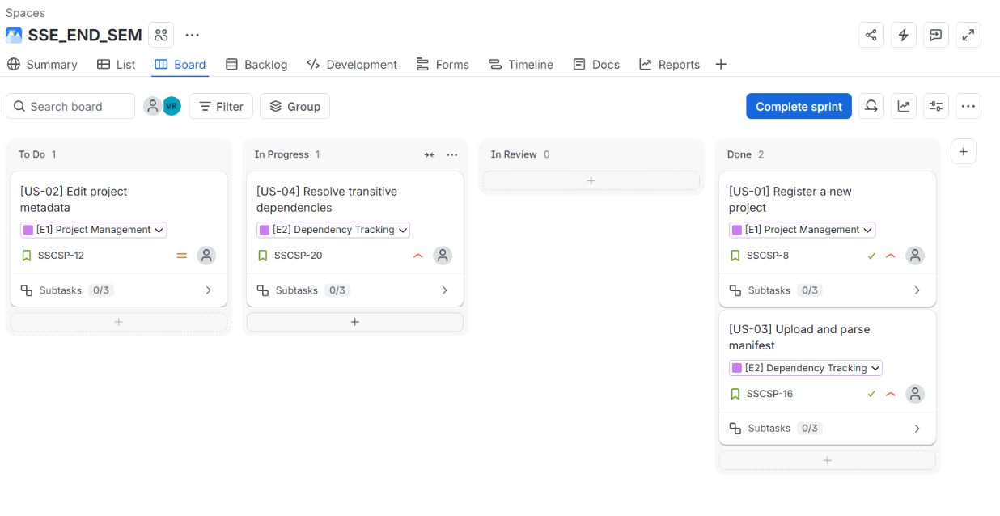 Spaces
SSE_END_SEM
Summary List Board Backlog Development Forms Timeline Docs Reports
Search board VR Filter Group Complete sprint
To Do 1
[US-02] Edit project
metadata
[E1] Project Management
SSCSP-12
Subtasks 0/3
In Progress 1
[US-04] Resolve transitive
dependencies
[E2] Dependency Tracking
SSCSP-20
Subtasks 0/3
In Review 0
Done 2
[US-01] Register a new
project
[E1] Project Management
SSCSP-8
Subtasks 0/3
[US-03] Upload and parse
manifest
[E2] Dependency Tracking
SSCSP-16
Subtasks 0/3